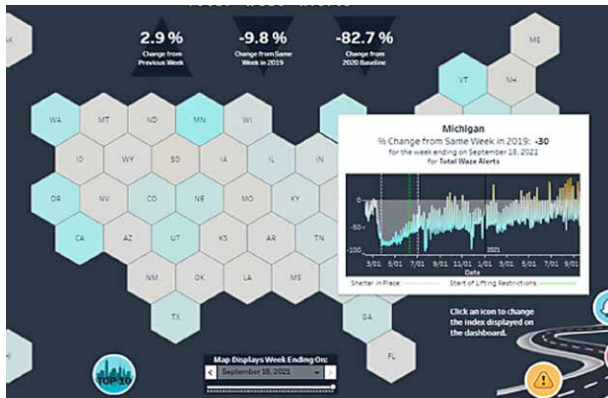 Total Waze Alerts
2.9 %
Change from
Previous Week
-9.8 %
Change from Same
Week in 2019
-82.7 %
Change from
2020 Baseline
AK
ME
VT
NH
WA
MT
ND
MN
WI
ID
WY
SD
IA
IL
IN
OR
NV
CO
NE
MO
KY
CA
AZ
UT
KS
AR
TN
NM
OK
LA
MS
TX
GA
HI
FL
Michigan
% Change from Same Week in 2019: -30
for the week ending on September 18, 2021
for Total Waze Alerts
0
-50
-100
2021
3/01 5/01 7/01 9/01 11/01 1/01 3/01 5/01 7/01 9/01
Date
Shelter in Place
Start of Lifting Restrictions
Click an icon to change
the index displayed on
the dashboard.
TOP 10
Map Displays Week Ending On:
< September 18, 2021 >